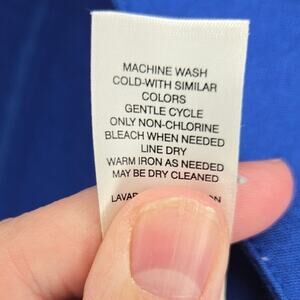 MACHINE WASH
COLD-WITH SIMILAR
COLORS
GENTLE CYCLE
ONLY NON-CHLORINE
BLEACH WHEN NEEDED
LINE DRY
WARM IRON AS NEEDED
MAY BE DRY CLEANED